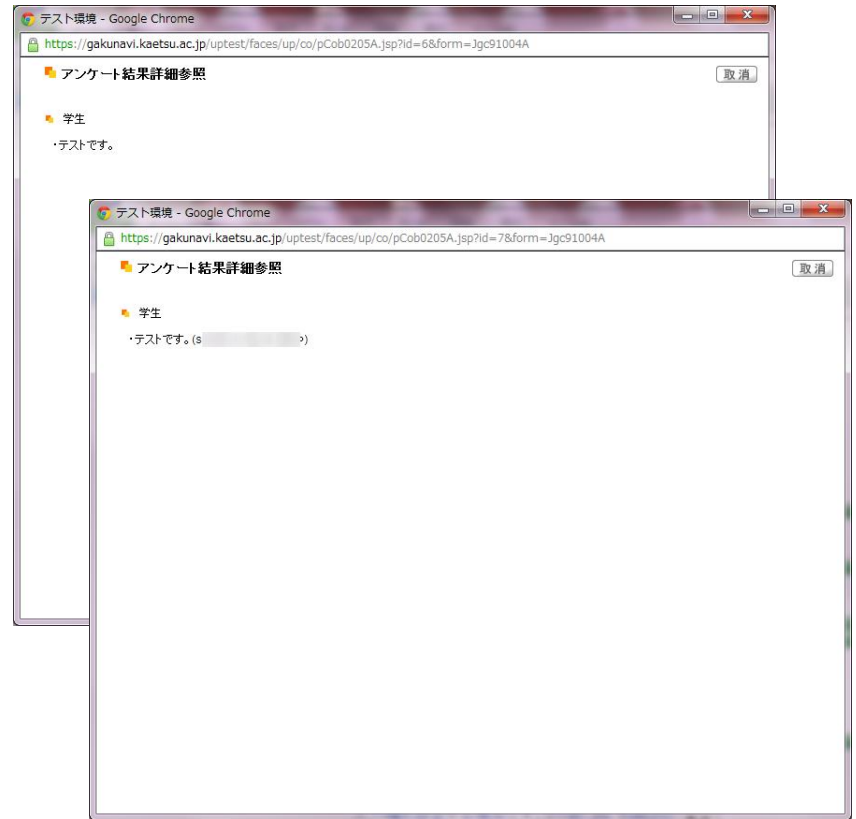 テスト環境 - Google Chrome
https://gakunavi.kaetsu.ac.jp/uptest/faces/up/co/pCob0205A.jsp?id=6&form=Jgc91004A
アンケート結果詳細参照
取消
学生
・テストです。
テスト環境 - Google Chrome
https://gakunavi.kaetsu.ac.jp/uptest/faces/up/co/pCob0205A.jsp?id=7&form=Jgc91004A
アンケート結果詳細参照
取消
学生
・テストです。(s